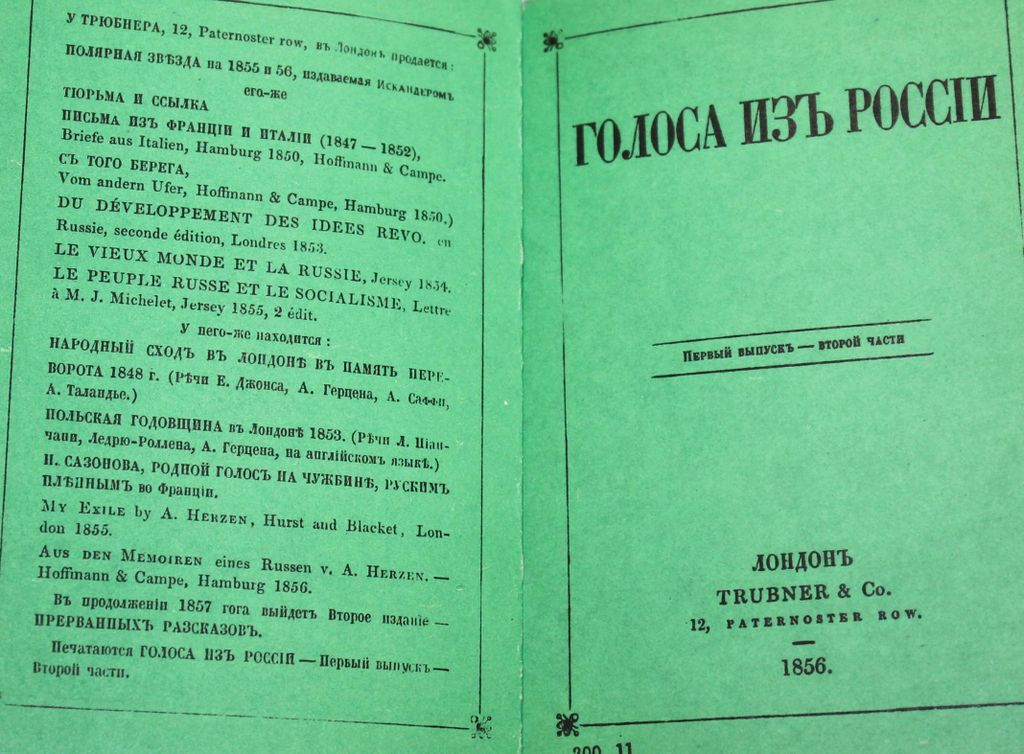 У ТРЮБНЕРА, 12, Paternoster row, въ Лондонѣ продается:
ПОЛЯРНАЯ ЗВѢЗДА на 1855 и 56, издаваемая Искандеромъ
его-же
ТЮРЬМА И ССЫЛКА
ПИСЬМА ИЗЪ ФРАНЦІИ И ИТАЛІИ (1847 — 1852),
Briefe aus Italien, Hamburg 1850, Hoffmann & Campe.
СЪ ТОГО БЕРЕГА,
Vom andern Ufer, Hoffmann & Campe, Hamburg 1850.)
DU DÉVELOPPEMENT DES IDEES REVO. en
Russie, seconde édition, Londres 1853.
LE VIEUX MONDE ET LA RUSSIE, Jersey 1854.
LE PEUPLE RUSSE ET LE SOCIALISME, Lettre
à M. J. Michelet, Jersey 1855, 2 édit.
У него-же находится:
НАРОДНЫЙ СХОДЪ ВЪ ЛОНДОНѢ ВЪ ПАМЯТЬ ПЕРЕ-
ВОРОТА 1848 г. (Рѣчи Е. Джонса, А. Герцена, А. Саффи,
А. Таландье.)
ПОЛЬСКАЯ ГОДОВЩИНА въ Лондонѣ 1853. (Рѣчи Л. Піан-
чани, Ледрю-Роллена, А. Герцена, на англійскомъ языкѣ.)
Н. САЗОНОВА, РОДНОЙ ГОЛОСЪ НА ЧУЖБИНѢ, РУСКИМЪ
ПЛѢННЫМЪ во Франціи.
My Exile by A. Herzen, Hurst and Blacket, Lon-
don 1855.
Aus den Memoiren eines Russen v. A. Herzen. —
Hoffmann & Campe, Hamburg 1856.
Въ продолженіи 1857 гога выйдетъ Второе изданіе —
ПРЕРВАННЫХЪ РАЗСКАЗОВЪ.
Печатаются ГОЛОСА ИЗЪ РОССІИ — Первый выпускъ —
Второй части.
ГОЛОСА ИЗЪ РОССІИ
Первый выпускъ — второй части
ЛОНДОНЪ
TRUBNER & Co.
12, PATERNOSTER ROW.
1856.